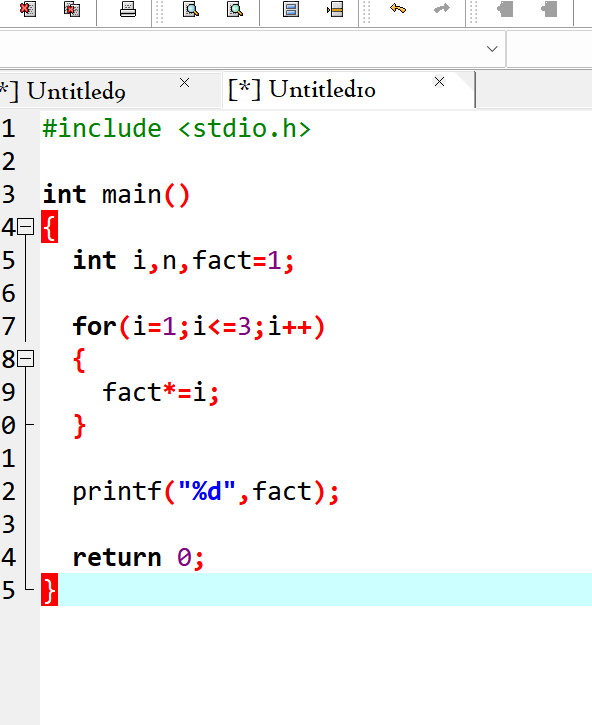 *] Untitled9
[*] Untitled10
1 #include <stdio.h>
2
3 int main()
4 {
5 int i,n,fact=1;
6
7 for(i=1;i<=3;i++)
8 {
9 fact*=i;
0 }
1
2 printf("%d",fact);
3
4 return 0;
5 }